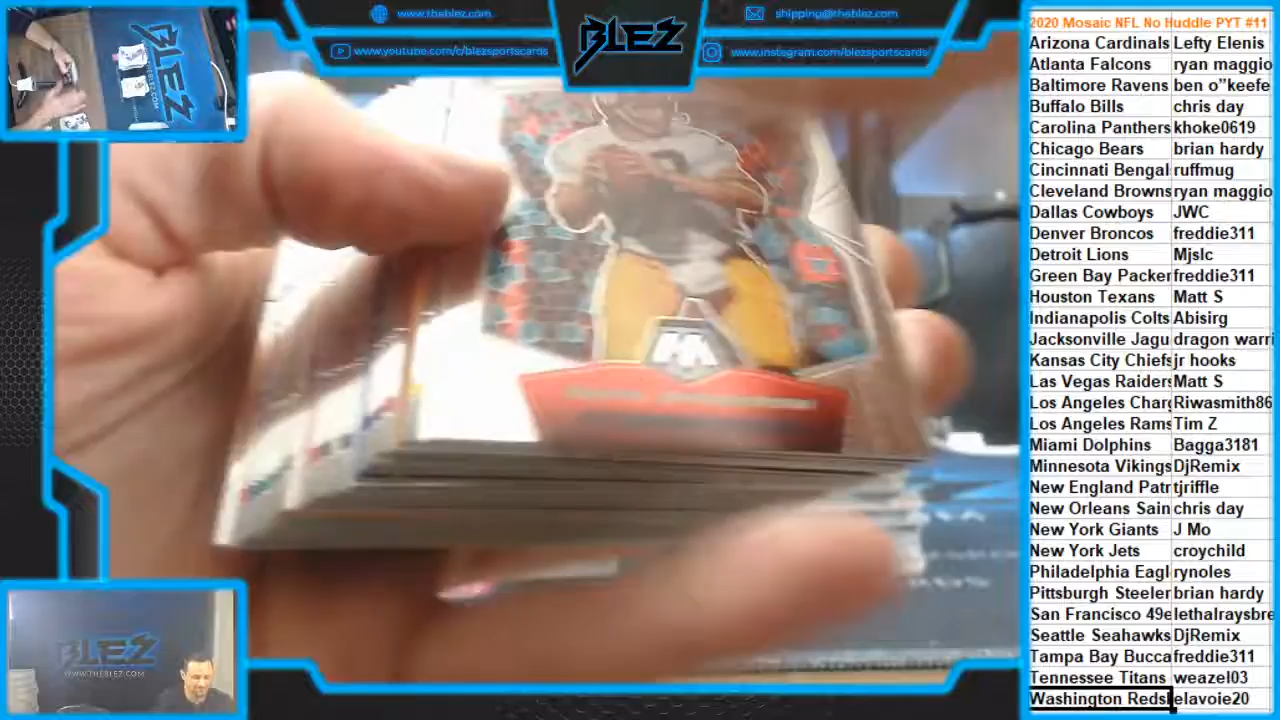 www.theblez.com
shipping@theblez.com
BLEZ
www.youtube.com/c/blezsportscards
www.instgram.com/blezsportscards
BLEZ
.COM
2020 Mosaic NFL No Huddle PYT #11
Arizona Cardinals Lefty Elenis
Atlanta Falcons ryan maggio
Baltimore Ravens ben o"keefe
Buffalo Bills chris day
Carolina Panthers khoke0619
Chicago Bears brian hardy
Cincinnati Bengal ruffmug
Cleveland Browns ryan maggio
Dallas Cowboys JWC
Denver Broncos freddie311
Detroit Lions Mjslc
Green Bay Packer freddie311
Houston Texans Matt S
Indianapolis Colts Abisirg
Jacksonville Jagu dragon warri
Kansas City Chiefs jr hooks
Las Vegas Raiders Matt S
Los Angeles Charg Riwasmith86
Los Angeles Rams Tim Z
Miami Dolphins Bagga3181
Minnesota Vikings DjRemix
New England Patr tjriffle
New Orleans Sain chris day
New York Giants J Mo
New York Jets croychild
Philadelphia Eagl rynoles
Pittsburgh Steeler brian hardy
San Francisco 49e lethalraysbre
Seattle Seahawks DjRemix
Tampa Bay Bucca freddie311
Tennessee Titans weazel03
Washington Reds elavoie20
BLEZ
WWW.THEBLEZ.COM